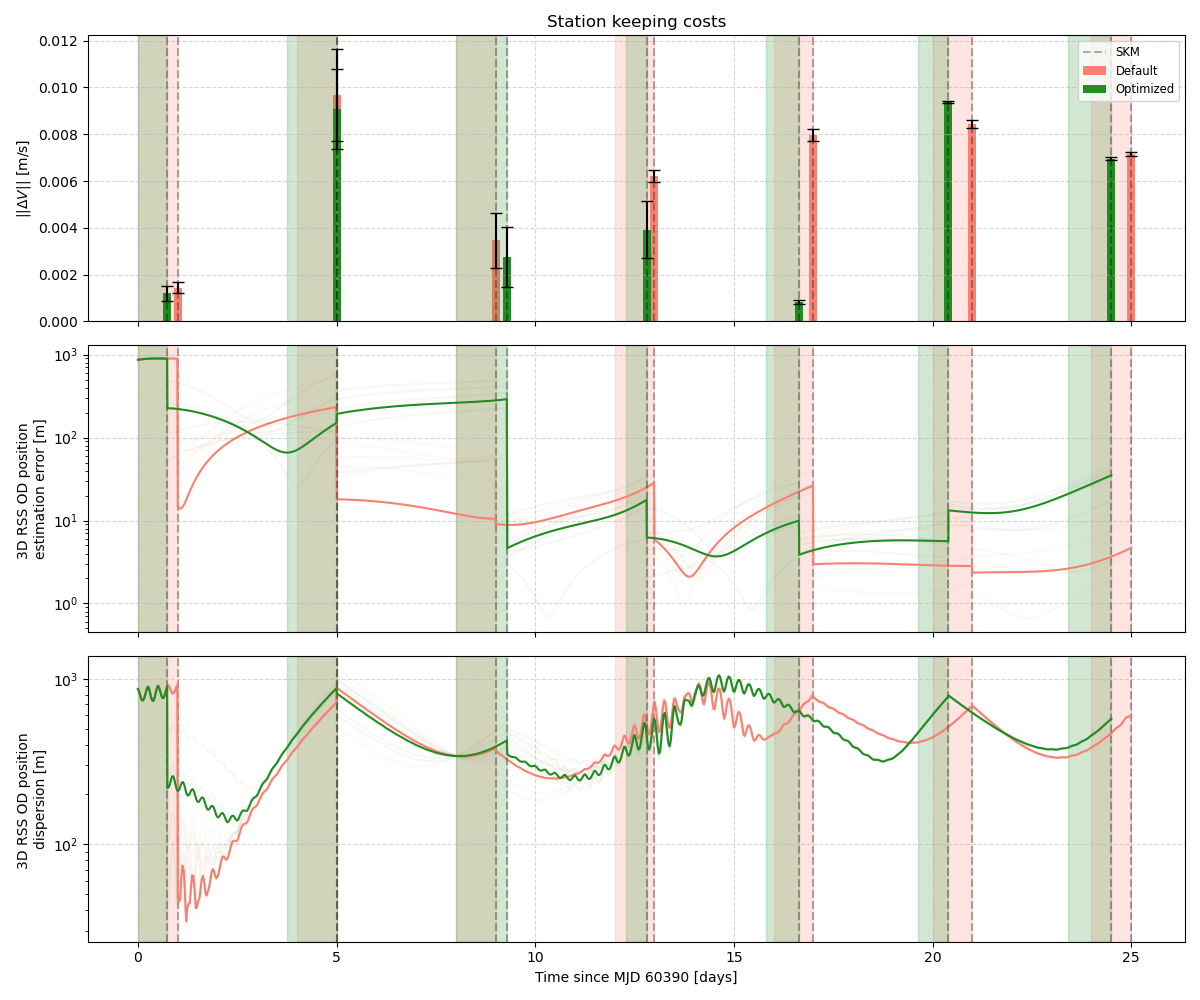 Station keeping costs
||ΔV|| [m/s]
0.012
0.010
0.008
0.006
0.004
0.002
0.000
SKM
Default
Optimized
3D RSS OD position
estimation error [m]
10³
10²
10¹
10⁰
3D RSS OD position
dispersion [m]
10³
10²
0
5
10
15
20
25
Time since MJD 60390 [days]